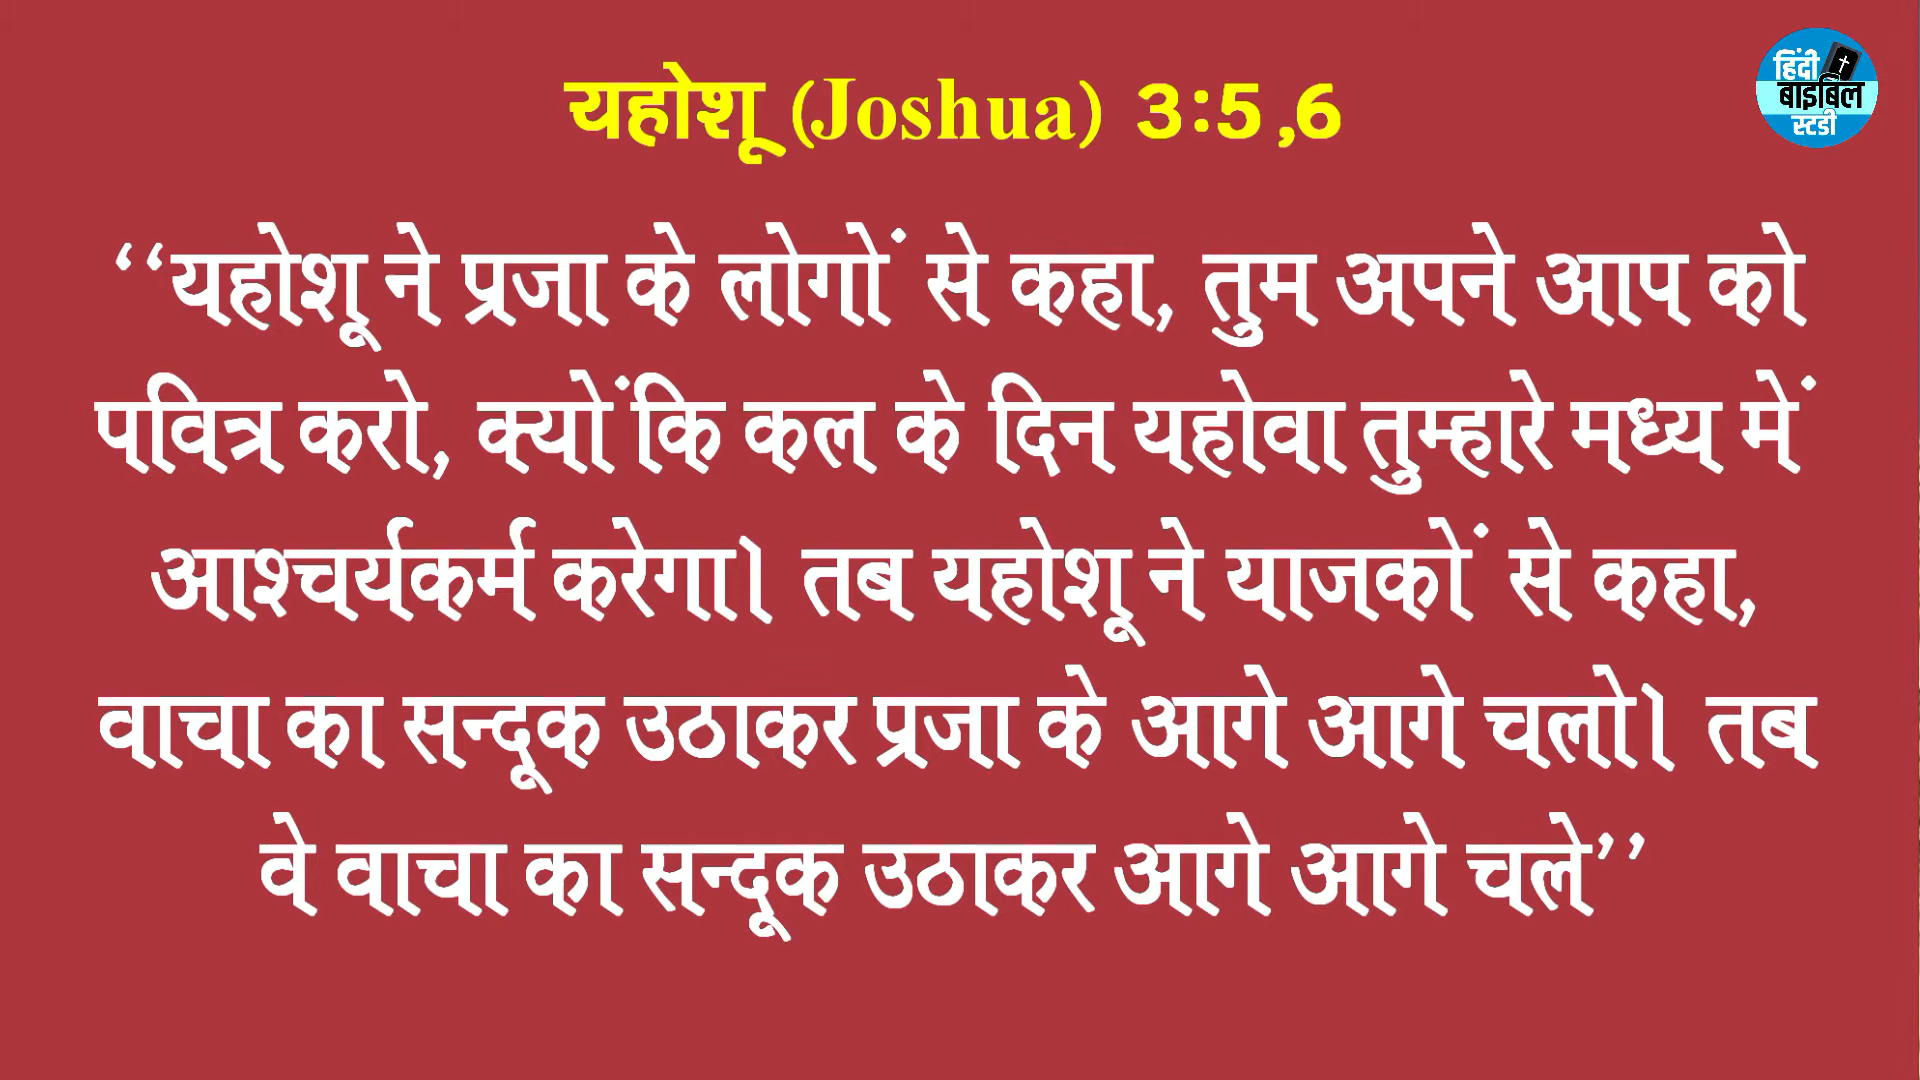 यहोशू (Joshua) 3:5,6
हिंदी
बाइबिल
स्टडी
‘‘यहोशू ने प्रजा के लोगों से कहा, तुम अपने आप को
पवित्र करो, क्योंकि कल के दिन यहोवा तुम्हारे मध्य में
आश्चर्यकर्म करेगा। तब यहोशू ने याजकों से कहा,
वाचा का सन्दूक उठाकर प्रजा के आगे आगे चलो। तब
वे वाचा का सन्दूक उठाकर आगे आगे चले’’